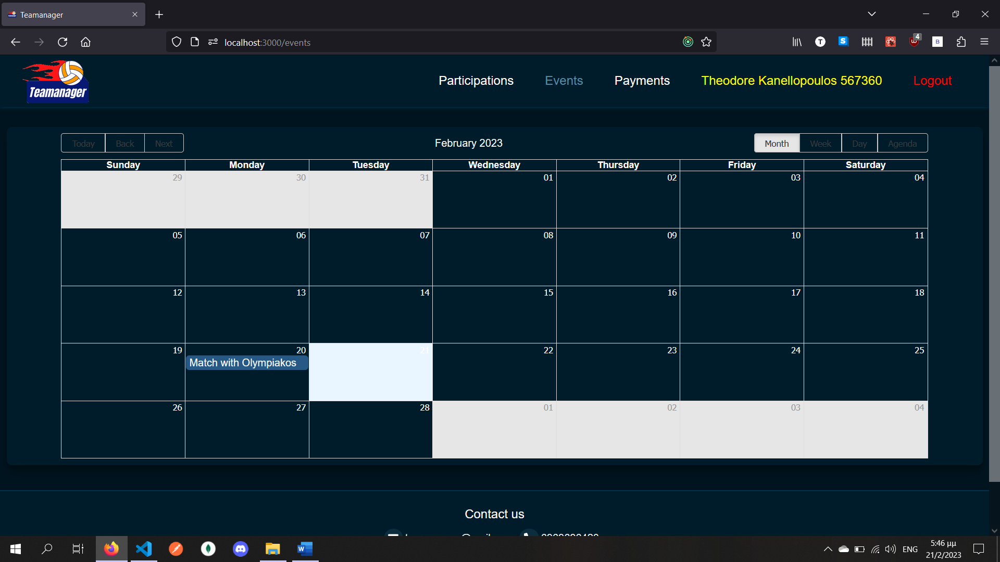 Teamanager
localhost:3000/events
4
Teamanager
Participations Events Payments Theodore Kanellopoulos 567360 Logout
Today Back Next
February 2023
Month Week Day Agenda
Sunday Monday Tuesday Wednesday Thursday Friday Saturday
29 30 31 01 02 03 04
05 06 07 08 09 10 11
12 13 14 15 16 17 18
19 20 21 22 23 24 25
Match with Olympiakos
26 27 28 01 02 03 04
Contact us
ENG
5:46 μμ
21/2/2023